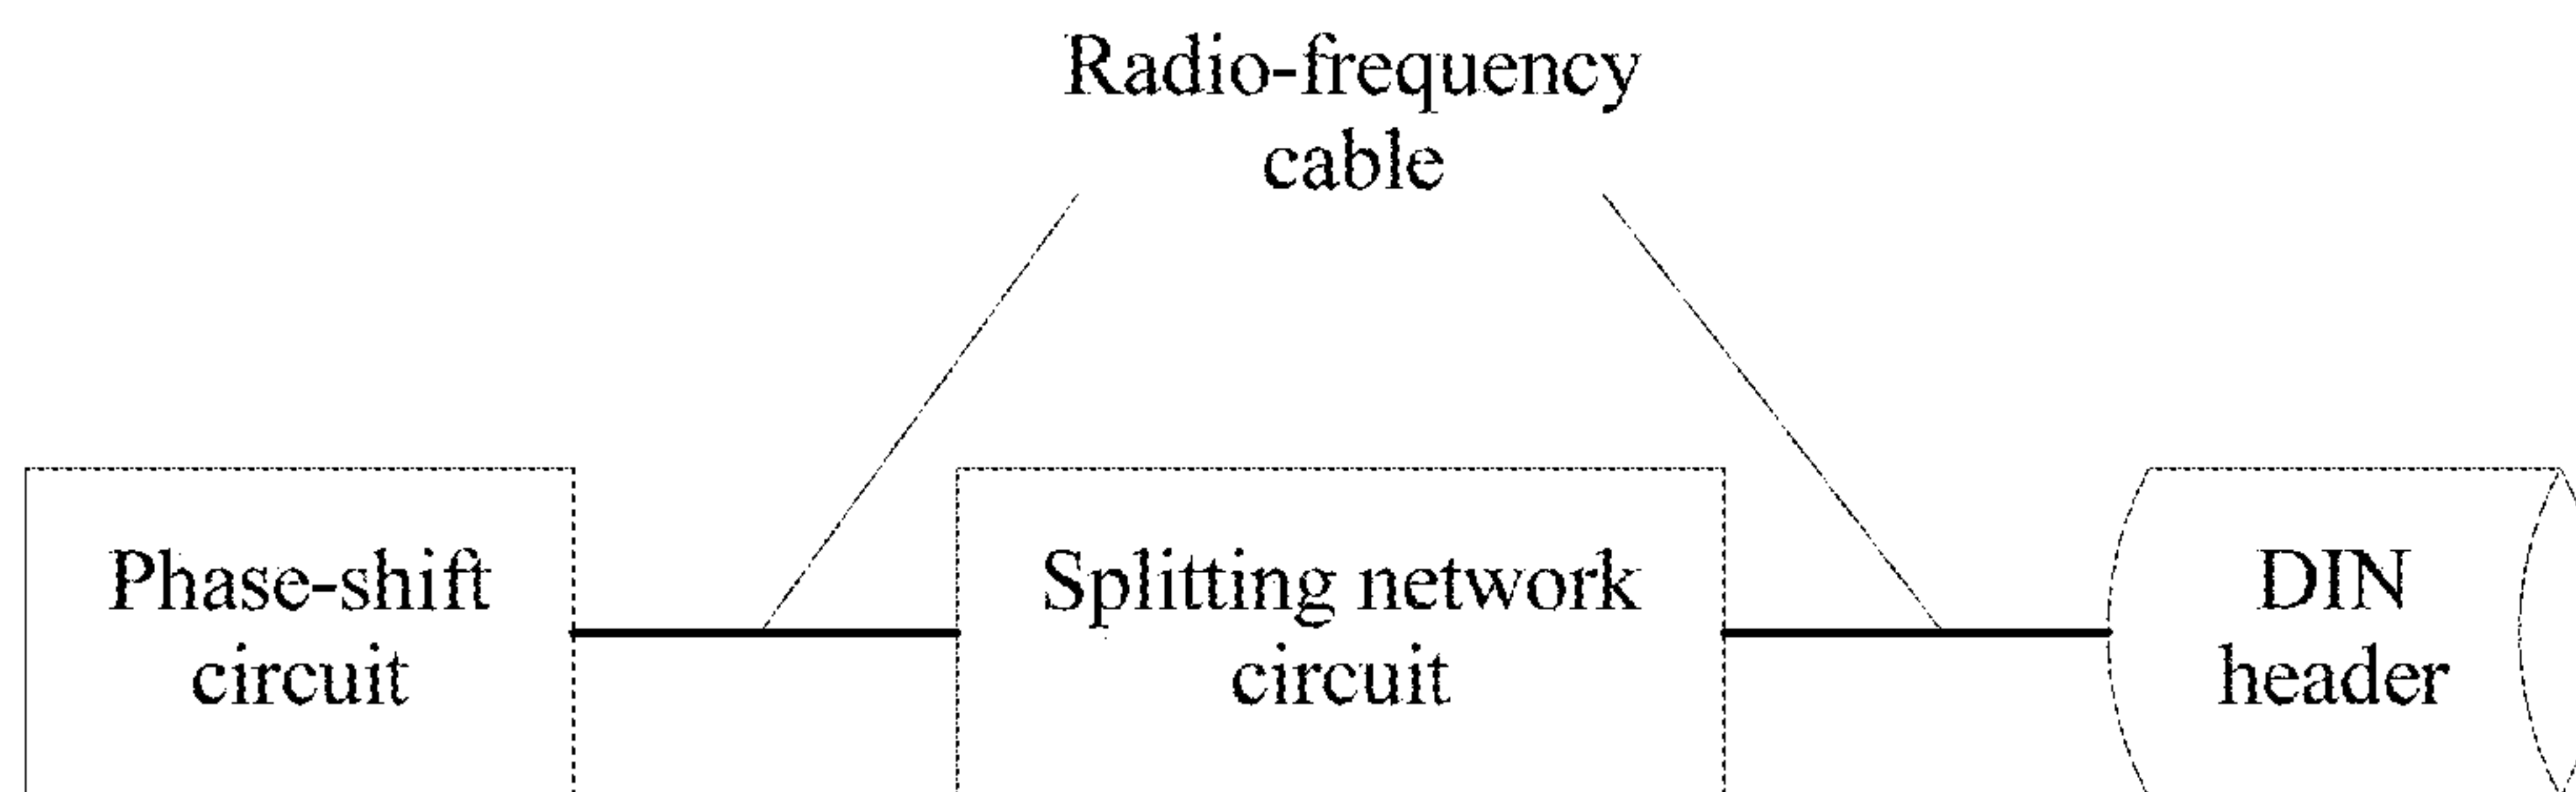 Radio-frequency
cable
Phase-shift
circuit
Splitting network
circuit
DIN
header